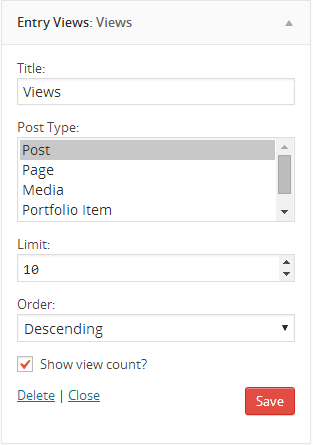 Entry Views: Views
Title:
Views
Post Type:
Post
Page
Media
Portfolio Item
Limit:
10
Order:
Descending
Show view count?
Delete | Close
Save